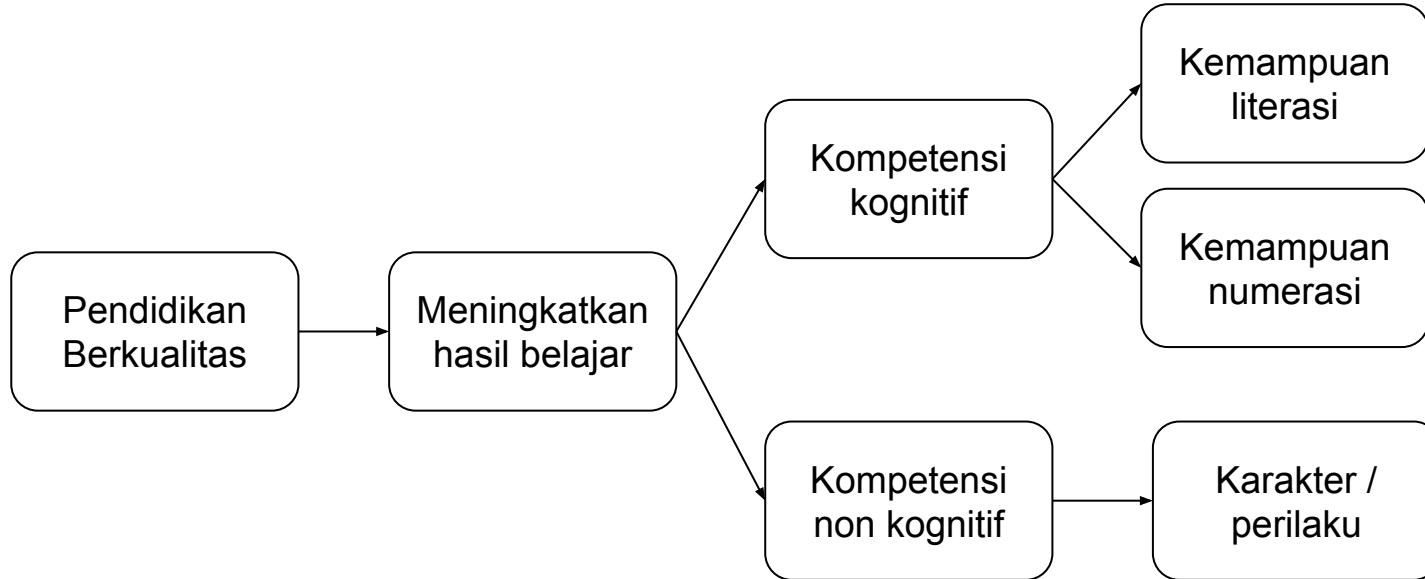 Pendidikan
Berkualitas
Meningkatkan
hasil belajar
Kompetensi
kognitif
Kemampuan
literasi
Kemampuan
numerasi
Kompetensi
non kognitif
Karakter /
perilaku